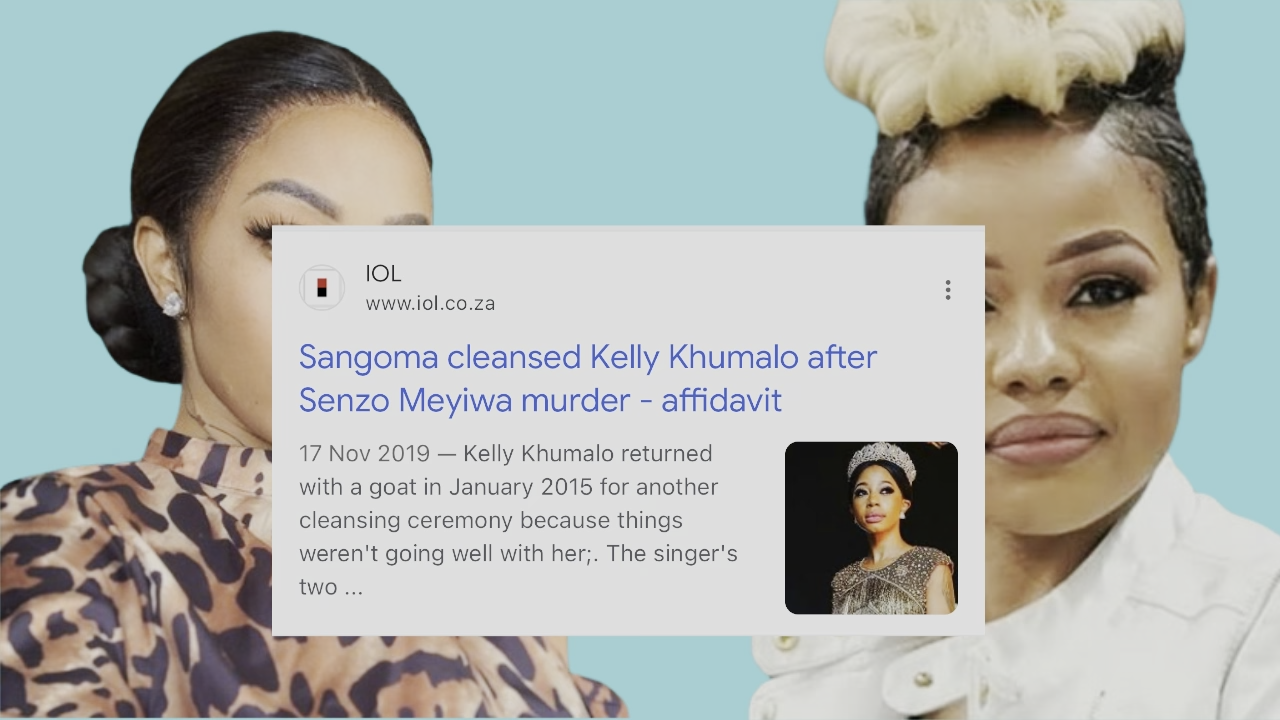 IOL
www.iol.co.za
Sangoma cleansed Kelly Khumalo after
Senzo Meyiwa murder - affidavit
17 Nov 2019 — Kelly Khumalo returned
with a goat in January 2015 for another
cleansing ceremony because things
weren't going well with her;. The singer's
two ...